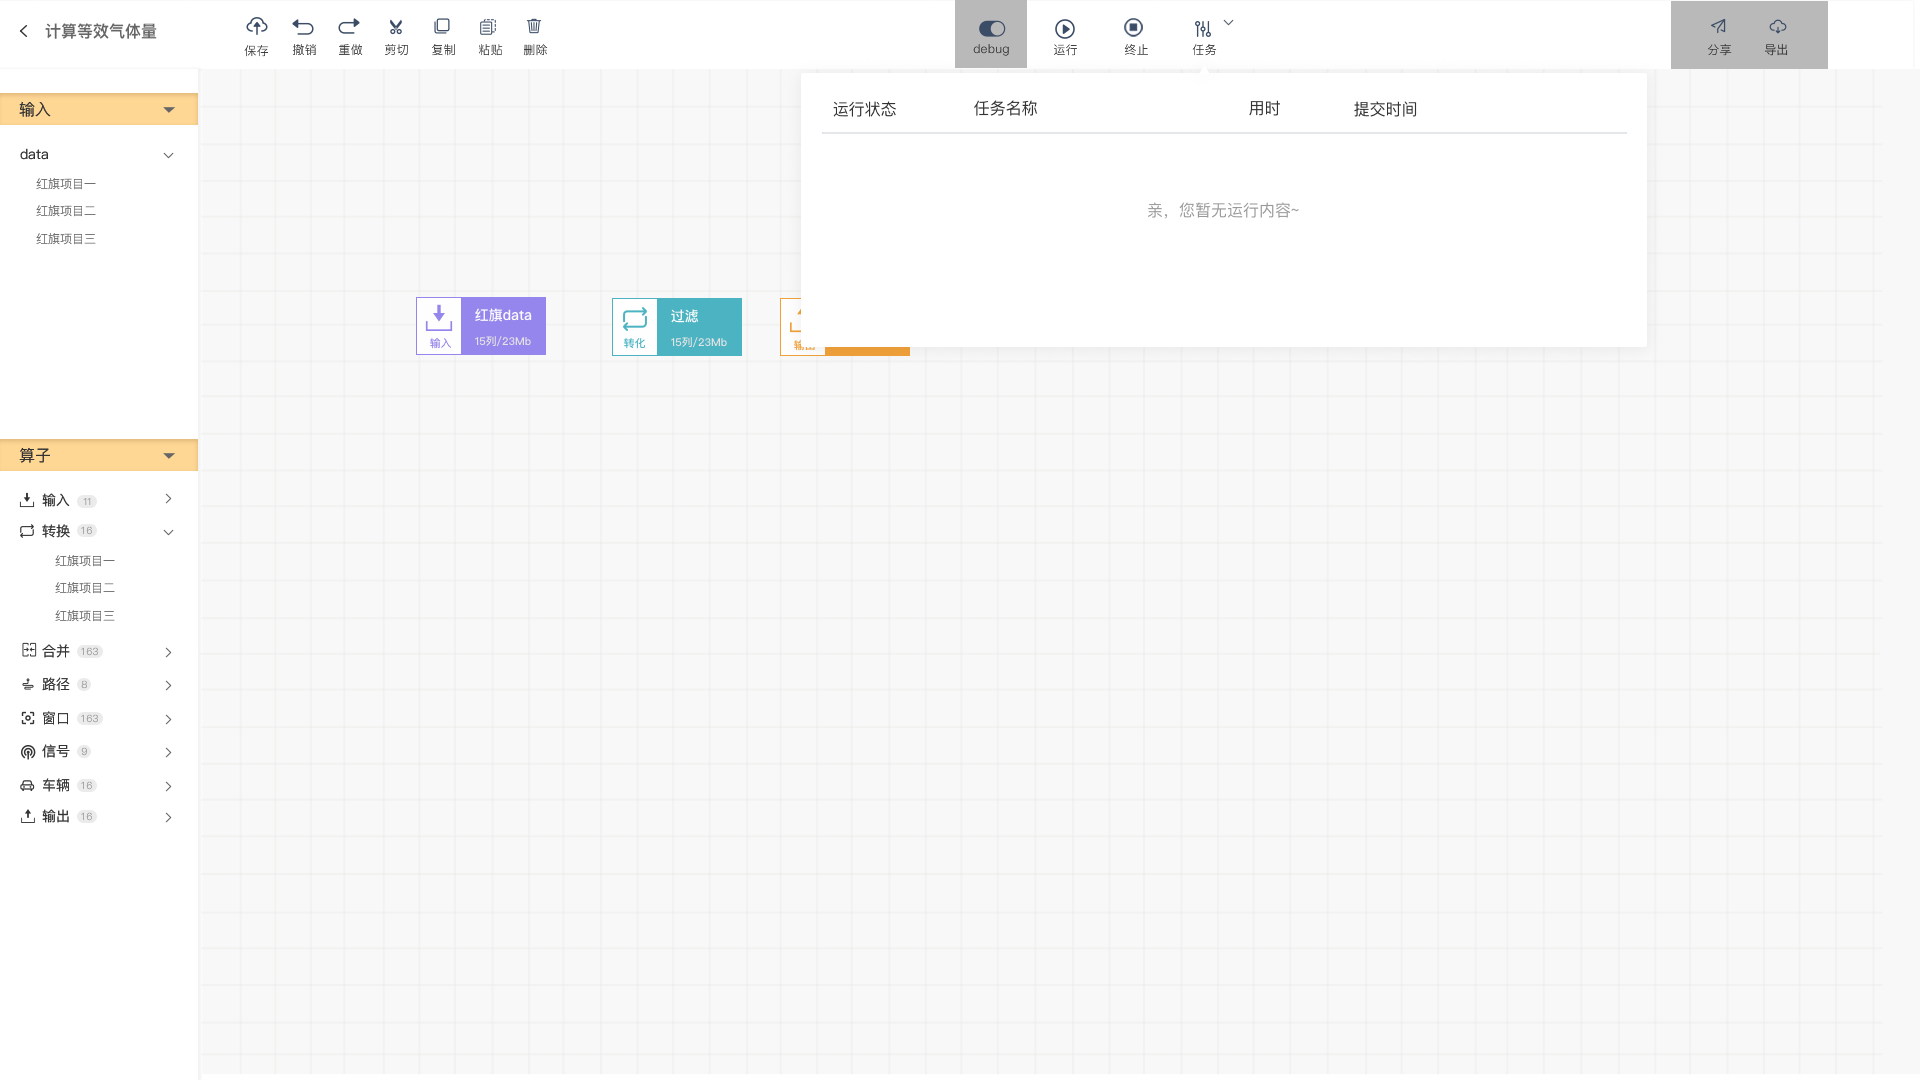 计算等效气体量
保存 撤销 重做 剪切 复制 粘贴 删除
debug 运行 终止 任务
分享 导出
输入
data
红旗项目一
红旗项目二
红旗项目三
运行状态 任务名称 用时 提交时间
亲，您暂无运行内容~
红旗data
15列/23Mb
输入
过滤
15列/23Mb
转化
算子
输入 11
转换 16
红旗项目一
红旗项目二
红旗项目三
合并 163
路径 8
窗口 163
信号 9
车辆 16
输出 16